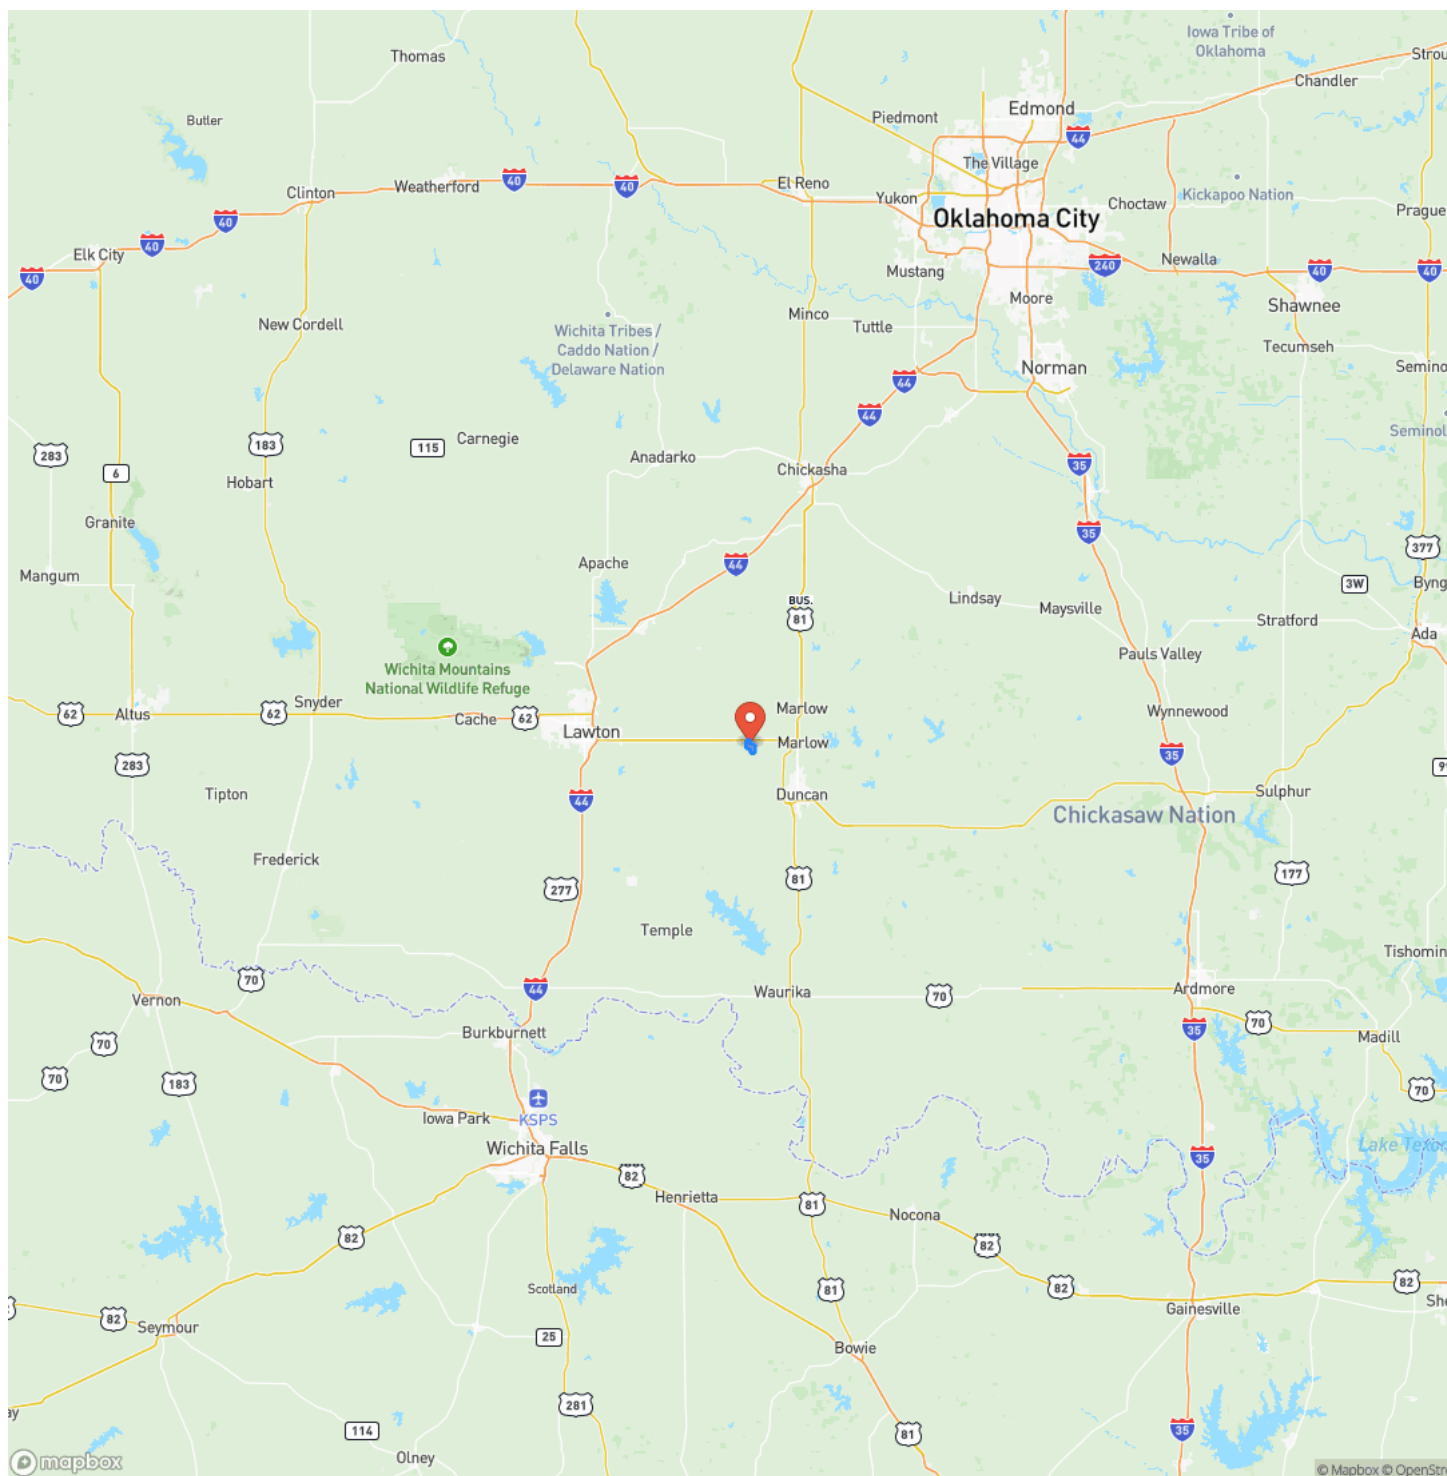 Iowa Tribe of
Oklahoma
Thomas
Strou
Chandler
Edmond
Piedmont
Butler
44
The Village
40
40
El Reno
Weatherford
Clinton
Kickapoo Nation
Yukon
Choctaw
Prague
Oklahoma City
40
40
Elk City
Newalla
240
Mustang
40
40
40
Moore
Shawnee
Minco
New Cordell
Tuttle
Wichita Tribes /
Caddo Nation /
Delaware Nation
Tecumseh
Norman
Semino
44
44
Seminol
Carnegie
183
115
283
Anadarko
35
Chickasha
6
Hobart
Granite
35
377
Apache
44
Mangum
3W
Byng
Lindsay
BUS.
81
Maysville
Stratford
Ada
Pauls Valley
Wichita Mountains
National Wildlife Refuge
Snyder
Marlow
Wynnewood
62
Altus
62
Cache
62
Lawton
Marlow
35
283
99
Tipton
Duncan
Sulphur
44
Chickasaw Nation
Frederick
177
81
277
Temple
Tishomin
70
44
Waurika
70
Ardmore
Vernon
Burkburnett
70
35
70
Madill
70
183
70
KSPS
Iowa Park
Wichita Falls
Lake Texo
35
82
Henrietta
81
Nocona
82
82
Scotland
81
82
82
Gainesville
She
82
Seymour
25
Bowie
281
ay
114
35
81
Olney
mapbox
© Mapbox © OpenStr